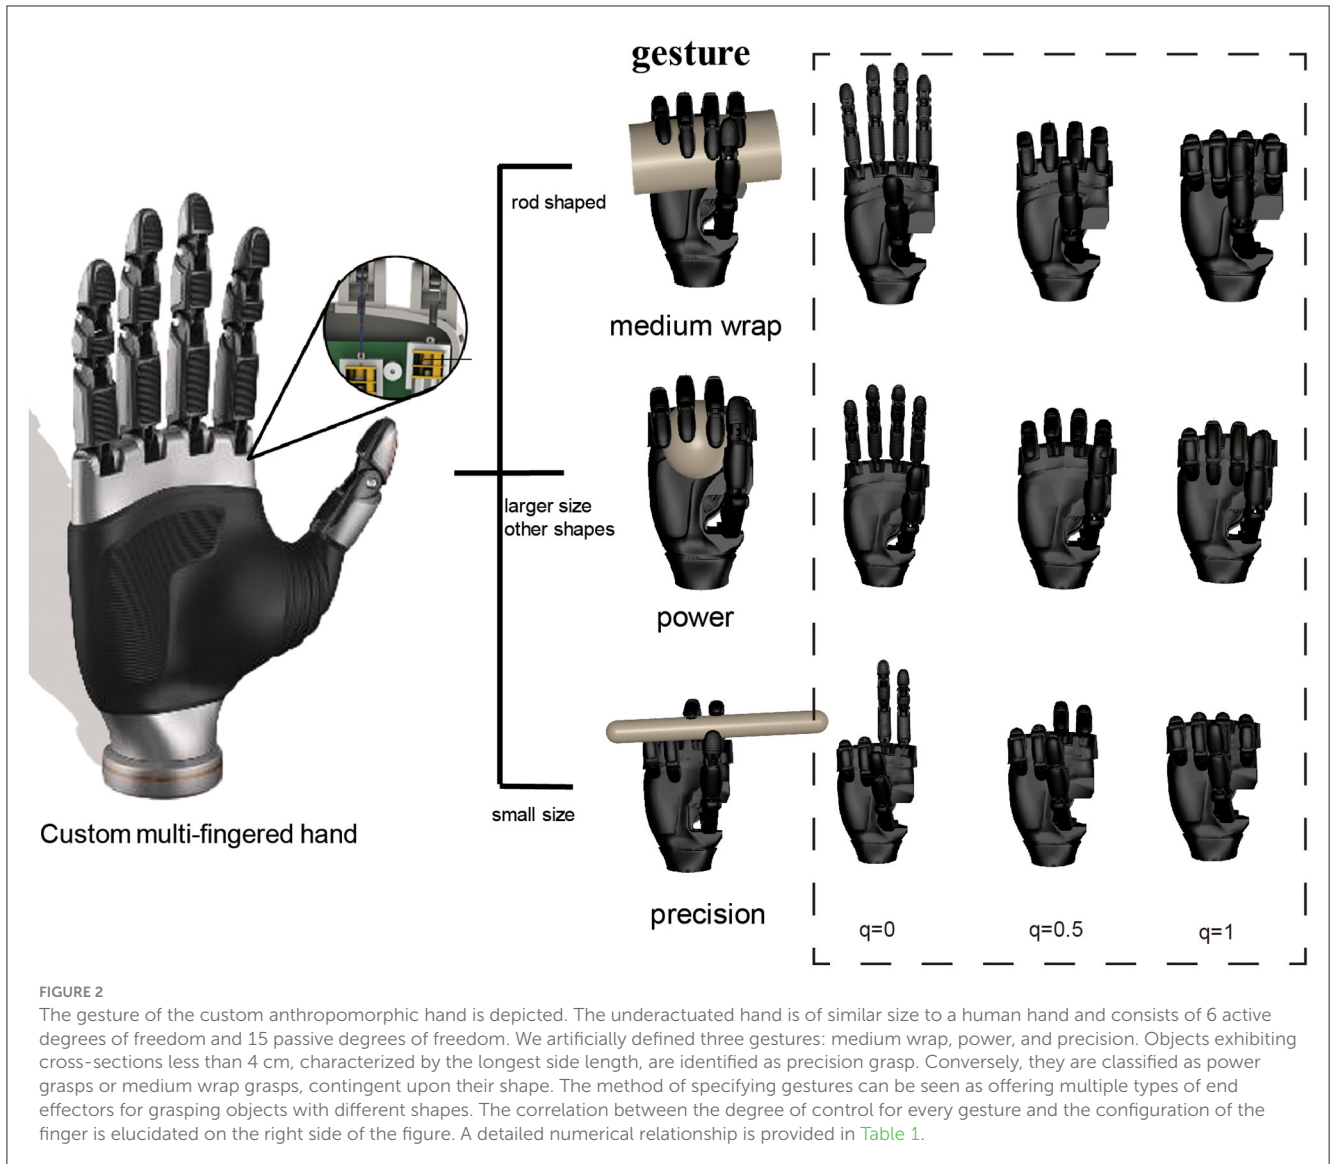 gesture
rod shaped
medium wrap
larger size
other shapes
power
small size
Custom multi-fingered hand
precision
q=0
q=0.5
q=1
FIGURE 2
The gesture of the custom anthropomorphic hand is depicted. The underactuated hand is of similar size to a human hand and consists of 6 active
degrees of freedom and 15 passive degrees of freedom. We artificially defined three gestures: medium wrap, power, and precision. Objects exhibiting
cross-sections less than 4 cm, characterized by the longest side length, are identified as precision grasp. Conversely, they are classified as power
grasps or medium wrap grasps, contingent upon their shape. The method of specifying gestures can be seen as offering multiple types of end
effectors for grasping objects with different shapes. The correlation between the degree of control for every gesture and the configuration of the
finger is elucidated on the right side of the figure. A detailed numerical relationship is provided in Table 1.